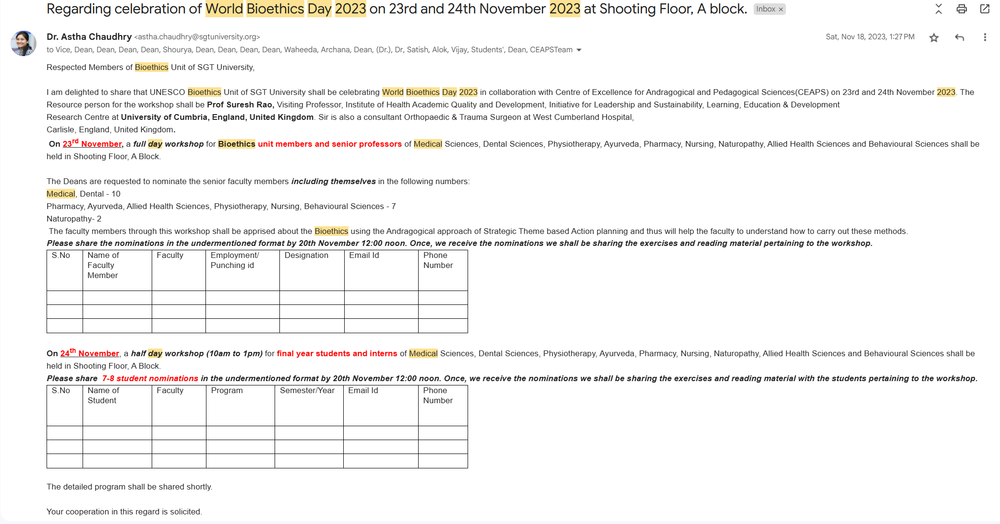 Regarding celebration of World Bioethics Day 2023 on 23rd and 24th November 2023 at Shooting Floor, A block. Inbox ×
Dr. Astha Chaudhry <astha.chaudhry@sgtuniversity.org>
Sat, Nov 18, 2023, 1:27 PM
to Vice, Dean, Dean, Dean, Dean, Shourya, Dean, Dean, Dean, Dean, Waheeda, Archana, Dean, (Dr.), Dr, Satish, Alok, Vijay, Students', Dean, CEAPSTeam
Respected Members of Bioethics Unit of SGT University,
I am delighted to share that UNESCO Bioethics Unit of SGT University shall be celebrating World Bioethics Day 2023 in collaboration with Centre of Excellence for Andragogical and Pedagogical Sciences(CEAPS) on 23rd and 24th November 2023. The
Resource person for the workshop shall be Prof Suresh Rao, Visiting Professor, Institute of Health Academic Quality and Development, Initiative for Leadership and Sustainability, Learning, Education & Development
Research Centre at University of Cumbria, England, United Kingdom. Sir is also a consultant Orthopaedic & Trauma Surgeon at West Cumberland Hospital,
Carlisle, England, United Kingdom.
On 23rd November, a full day workshop for Bioethics unit members and senior professors of Medical Sciences, Dental Sciences, Physiotherapy, Ayurveda, Pharmacy, Nursing, Naturopathy, Allied Health Sciences and Behavioural Sciences shall be
held in Shooting Floor, A Block.
The Deans are requested to nominate the senior faculty members including themselves in the following numbers:
Medical, Dental - 10
Pharmacy, Ayurveda, Allied Health Sciences, Physiotherapy, Nursing, Behavioural Sciences - 7
Naturopathy- 2
The faculty members through this workshop shall be apprised about the Bioethics using the Andragogical approach of Strategic Theme based Action planning and thus will help the faculty to understand how to carry out these methods.
Please share the nominations in the undermentioned format by 20th November 12:00 noon. Once, we receive the nominations we shall be sharing the exercises and reading material pertaining to the workshop.
S.No
Name of
Faculty
Member
Faculty
Employment/
Punching id
Designation
Email Id
Phone
Number
On 24th November, a half day workshop (10am to 1pm) for final year students and interns of Medical Sciences, Dental Sciences, Physiotherapy, Ayurveda, Pharmacy, Nursing, Naturopathy, Allied Health Sciences and Behavioural Sciences shall be
held in Shooting Floor, A Block.
Please share 7-8 student nominations in the undermentioned format by 20th November 12:00 noon. Once, we receive the nominations we shall be sharing the exercises and reading material with the students pertaining to the workshop.
S.No
Name of
Student
Faculty
Program
Semester/Year
Email Id
Phone
Number
The detailed program shall be shared shortly.
Your cooperation in this regard is solicited.